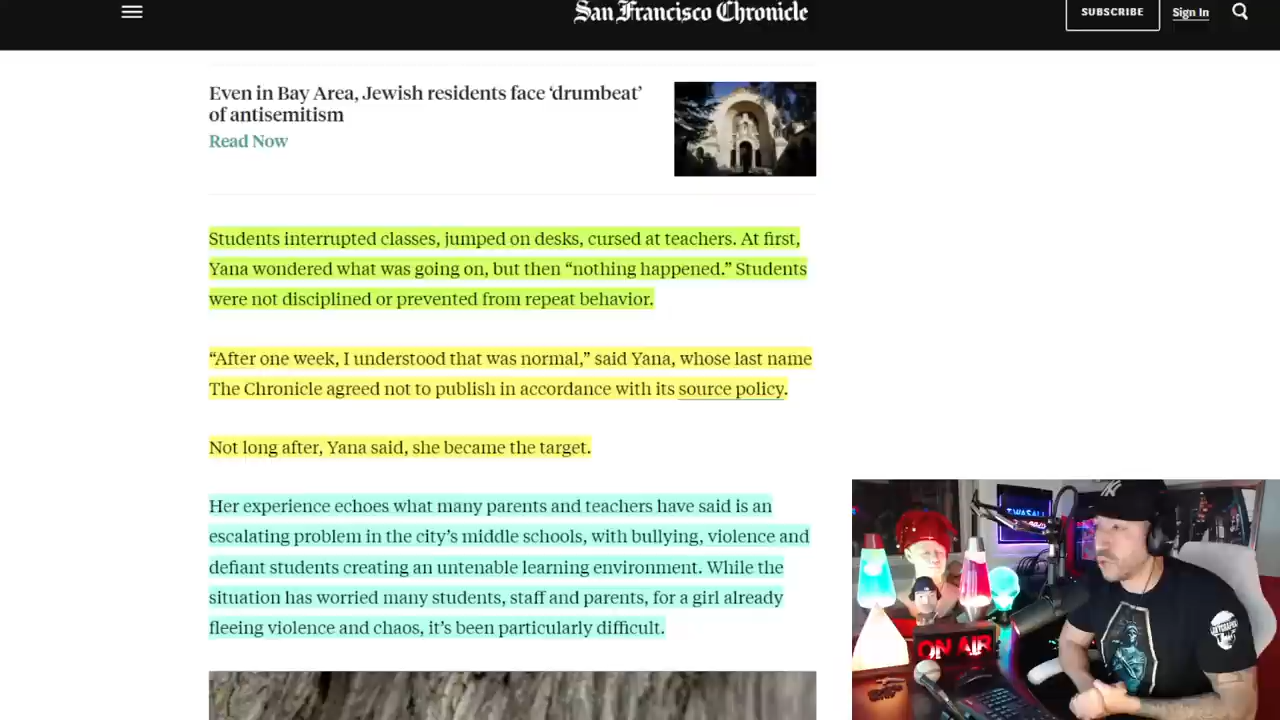 San Francisco Chronicle
SUBSCRIBE
Sign In
Even in Bay Area, Jewish residents face ‘drumbeat’
of antisemitism
Read Now
Students interrupted classes, jumped on desks, cursed at teachers. At first,
Yana wondered what was going on, but then “nothing happened.” Students
were not disciplined or prevented from repeat behavior.
“After one week, I understood that was normal,” said Yana, whose last name
The Chronicle agreed not to publish in accordance with its source policy.
Not long after, Yana said, she became the target.
Her experience echoes what many parents and teachers have said is an
escalating problem in the city’s middle schools, with bullying, violence and
defiant students creating an untenable learning environment. While the
situation has worried many students, staff and parents, for a girl already
fleeing violence and chaos, it’s been particularly difficult.
ON AIR